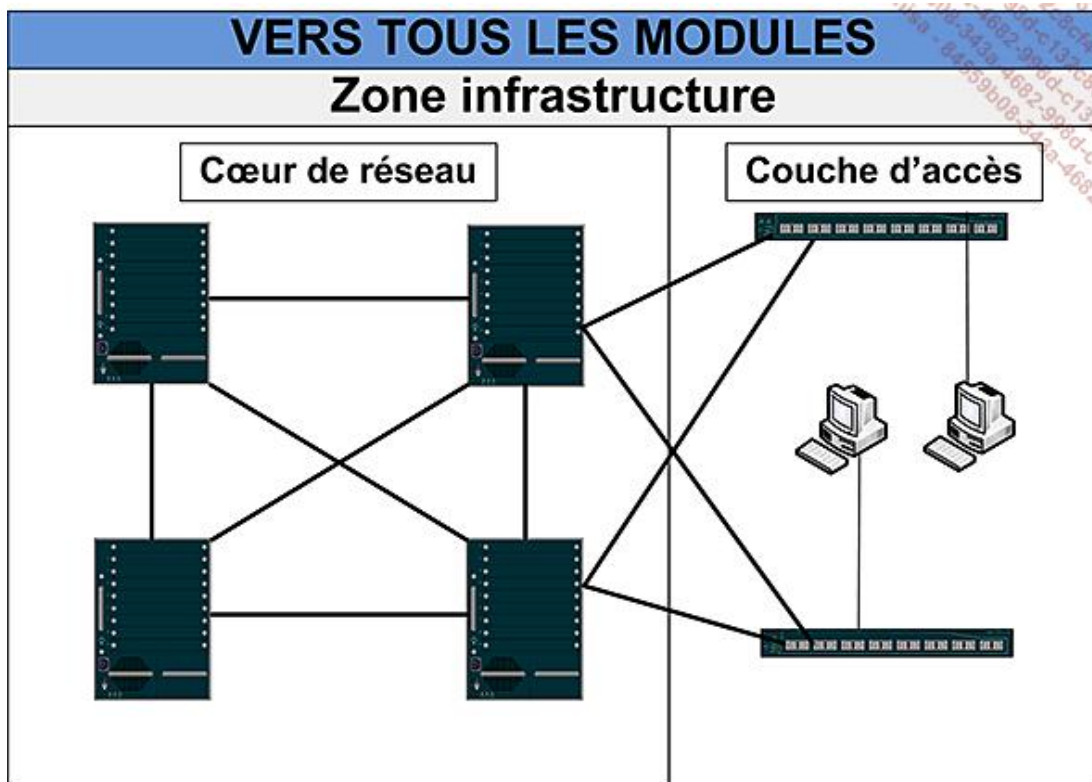 VERS TOUS LES MODULES
Zone infrastructure
Cœur de réseau
Couche d'accès